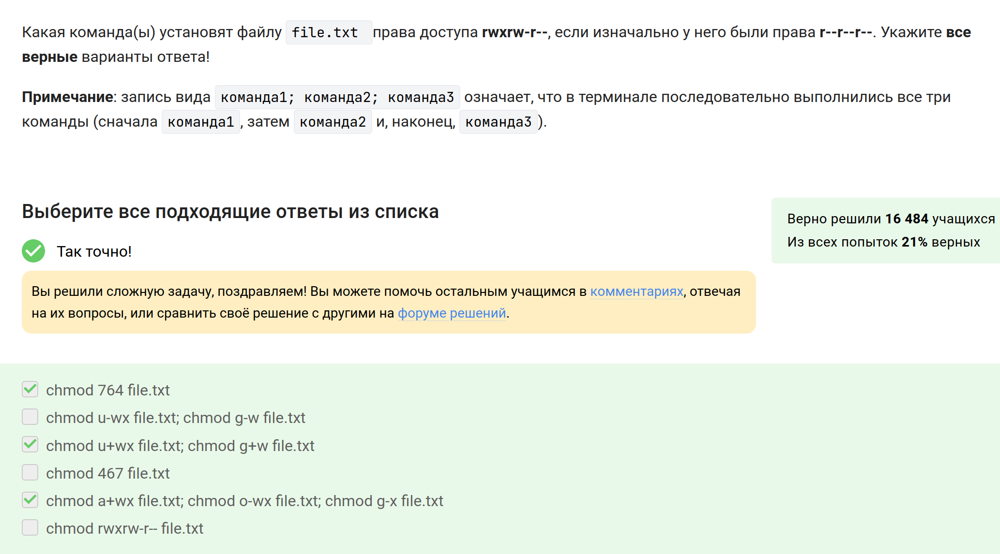 Какая команда(ы) установят файлу file.txt права доступа rwxrw-r--, если изначально у него были права r--r--r--. Укажите все
верные варианты ответа!
Примечание: запись вида команда1; команда2; команда3 означает, что в терминале последовательно выполнились все три
команды (сначала команда1, затем команда2 и, наконец, команда3).
Выберите все подходящие ответы из списка
Верно решили 16 484 учащихся
Из всех попыток 21% верных
Так точно!
Вы решили сложную задачу, поздравляем! Вы можете помочь остальным учащимся в комментариях, отвечая
на их вопросы, или сравнить своё решение с другими на форуме решений.
chmod 764 file.txt
chmod u-wx file.txt; chmod g-w file.txt
chmod u+wx file.txt; chmod g+w file.txt
chmod 467 file.txt
chmod a+wx file.txt; chmod o-wx file.txt; chmod g-x file.txt
chmod rwxrw-r-- file.txt